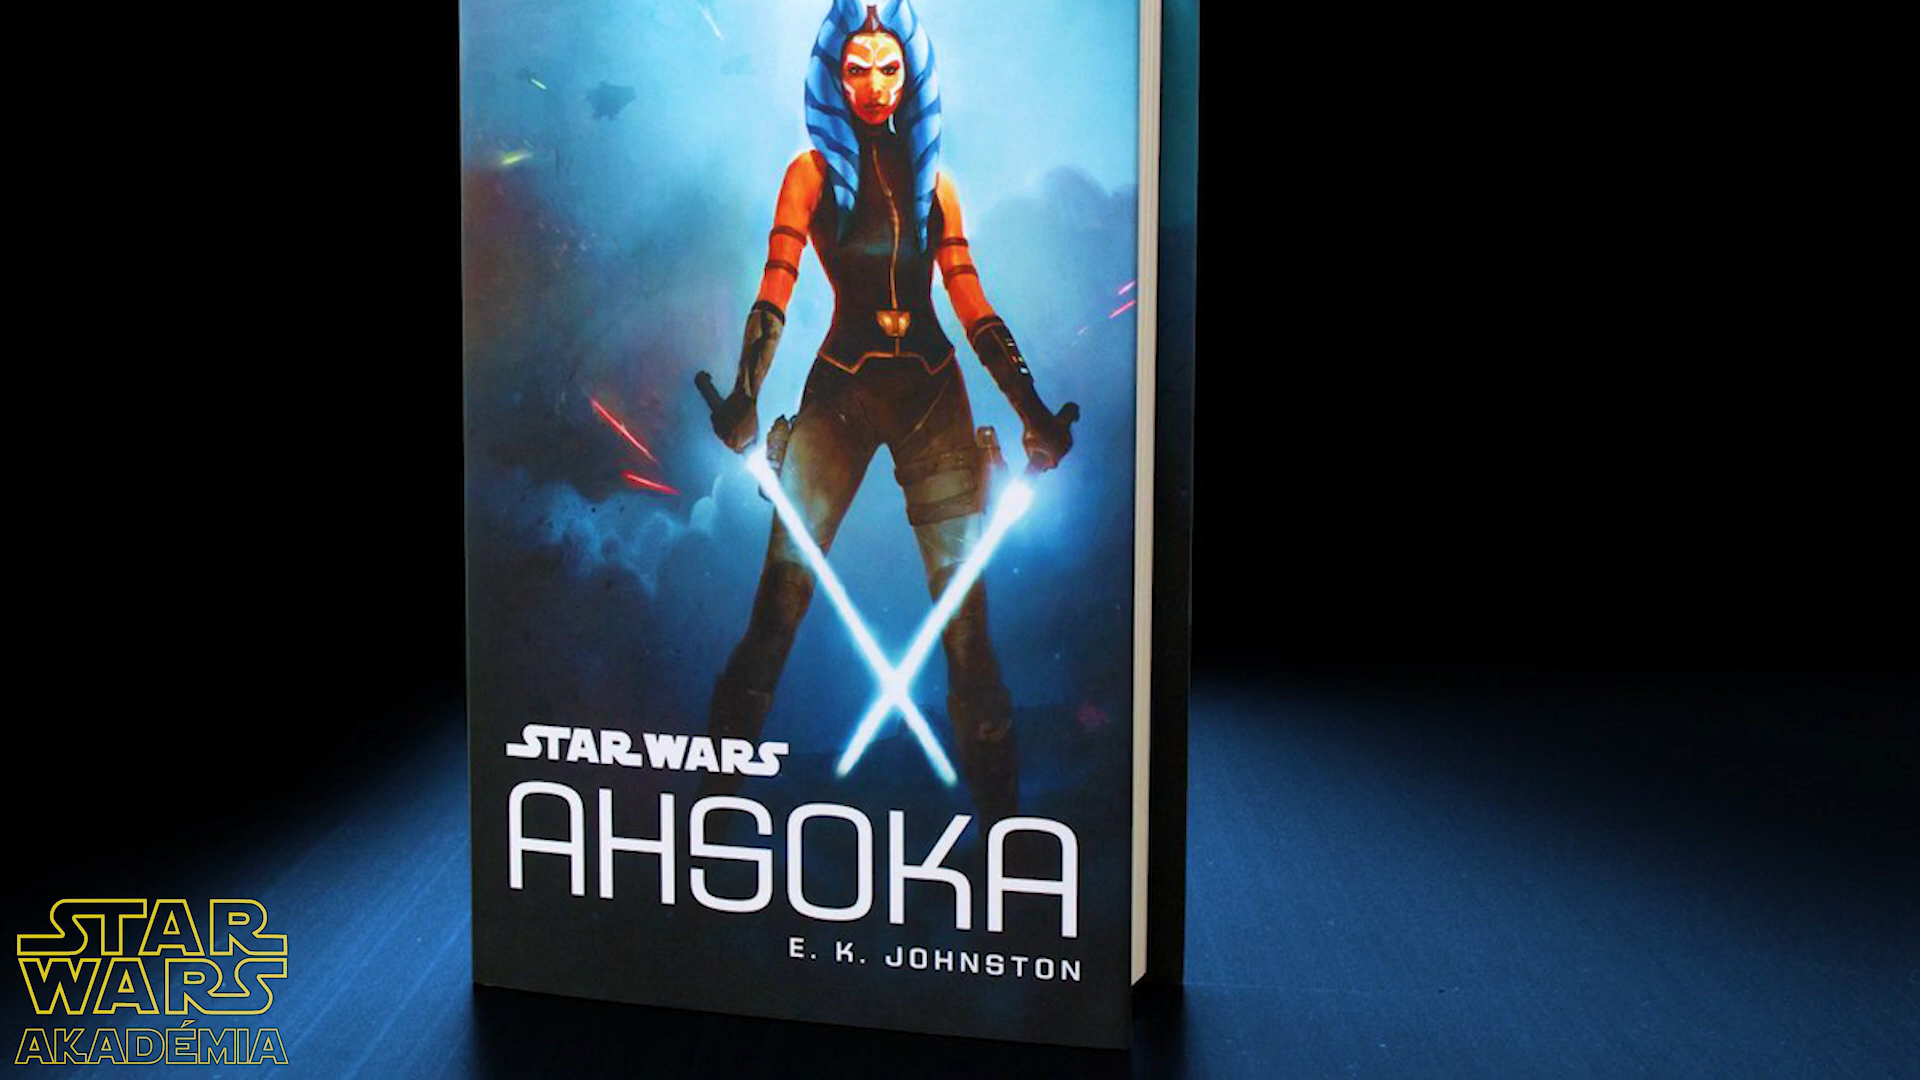 STAR WARS
AHSOKA
E. K. JOHNSTON
STAR
WARS
AKADÉMIA